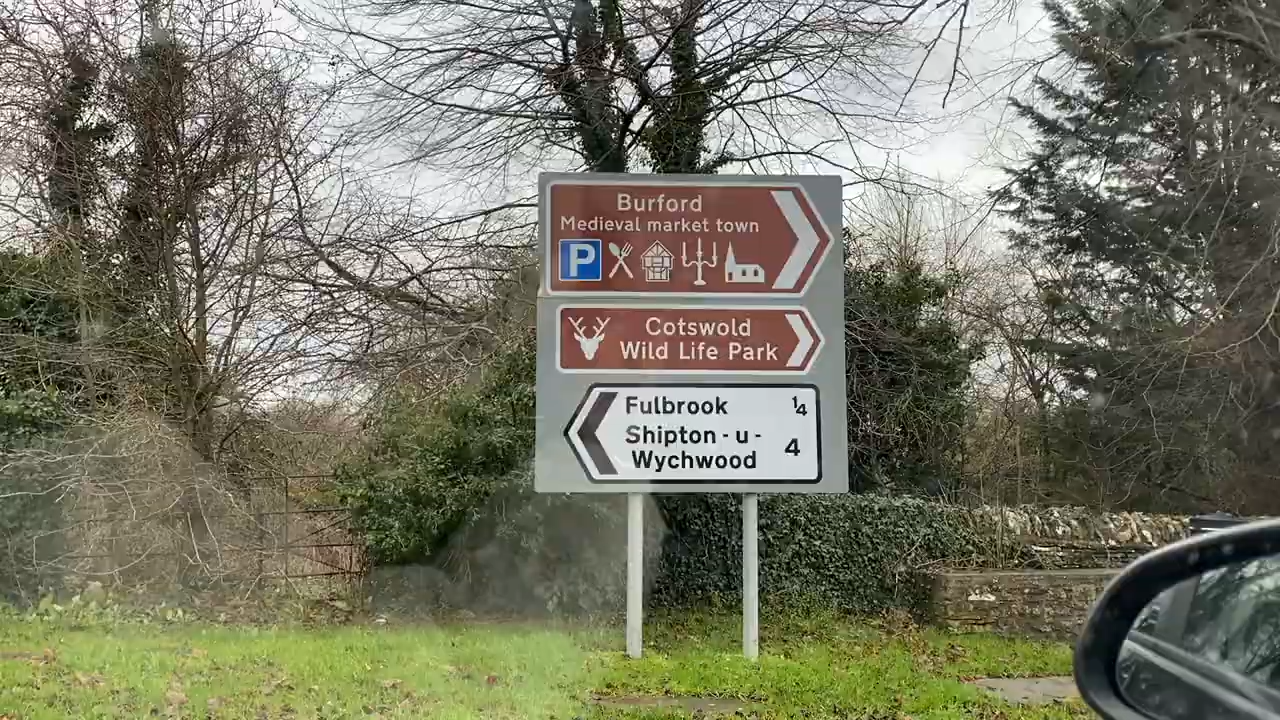 Burford
Medieval market town
P
Cotswold
Wild Life Park
Fulbrook ¼
Shipton - u -
Wychwood 4